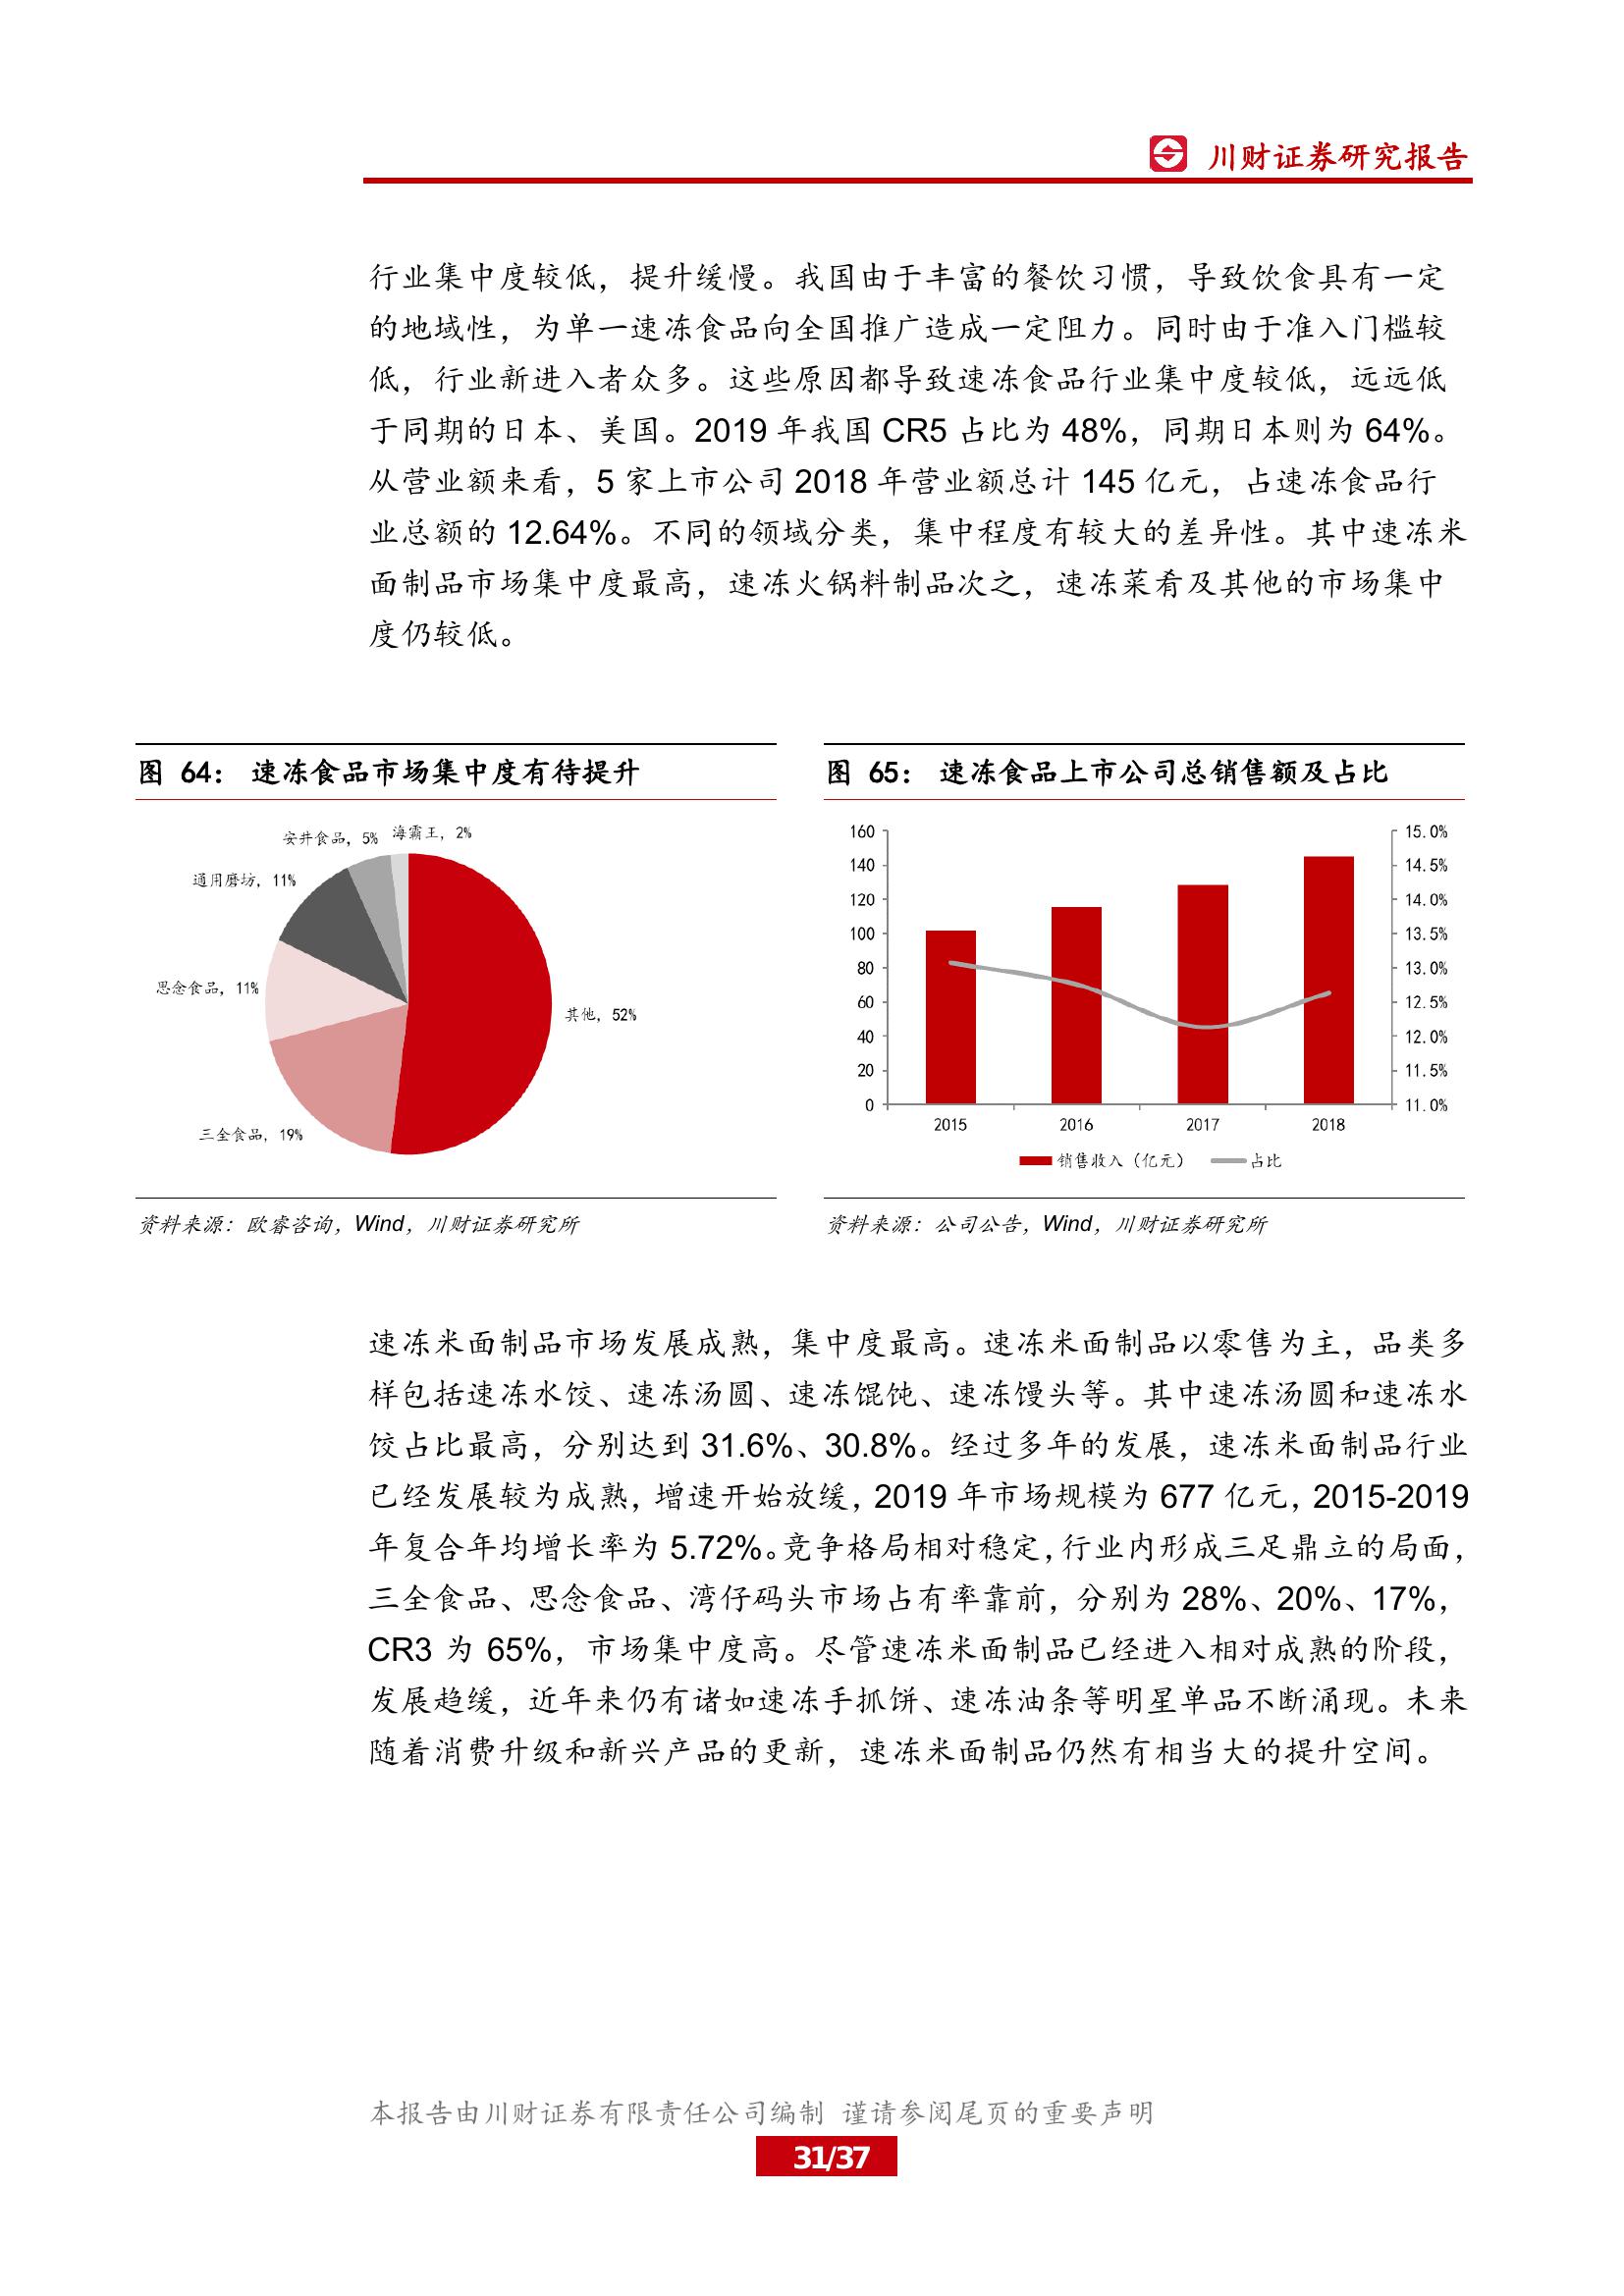 川财证券研究报告
行业集中度较低，提升缓慢。我国由于丰富的餐饮习惯，导致饮食具有一定
的地域性，为单一速冻食品向全国推广造成一定阻力。同时由于准入门槛较
低，行业新进入者众多。这些原因都导致速冻食品行业集中度较低，远远低
于同期的日本、美国。2019 年我国 CR5 占比为 48%，同期日本则为 64%。
从营业额来看，5 家上市公司 2018 年营业额总计 145 亿元，占速冻食品行
业总额的 12.64%。不同的领域分类，集中程度有较大的差异性。其中速冻米
面制品市场集中度最高，速冻火锅料制品次之，速冻菜肴及其他的市场集中
度仍较低。
图 64： 速冻食品市场集中度有待提升
安井食品, 5%
海霸王, 2%
通用磨坊, 11%
思念食品, 11%
其他, 52%
三全食品, 19%
资料来源：欧睿咨询，Wind，川财证券研究所
图 65： 速冻食品上市公司总销售额及占比
160
140
120
100
80
60
40
20
0
15.0%
14.5%
14.0%
13.5%
13.0%
12.5%
12.0%
11.5%
11.0%
2015 2016 2017 2018
销售收入（亿元） 占比
资料来源：公司公告，Wind，川财证券研究所
速冻米面制品市场发展成熟，集中度最高。速冻米面制品以零售为主，品类多
样包括速冻水饺、速冻汤圆、速冻馄饨、速冻馒头等。其中速冻汤圆和速冻水
饺占比最高，分别达到 31.6%、30.8%。经过多年的发展，速冻米面制品行业
已经发展较为成熟，增速开始放缓，2019 年市场规模为 677 亿元，2015-2019
年复合年均增长率为 5.72%。竞争格局相对稳定，行业内形成三足鼎立的局面，
三全食品、思念食品、湾仔码头市场占有率靠前，分别为 28%、20%、17%，
CR3 为 65%，市场集中度高。尽管速冻米面制品已经进入相对成熟的阶段，
发展趋缓，近年来仍有诸如速冻手抓饼、速冻油条等明星单品不断涌现。未来
随着消费升级和新兴产品的更新，速冻米面制品仍然有相当大的提升空间。
本报告由川财证券有限责任公司编制 谨请参阅尾页的重要声明
31/37